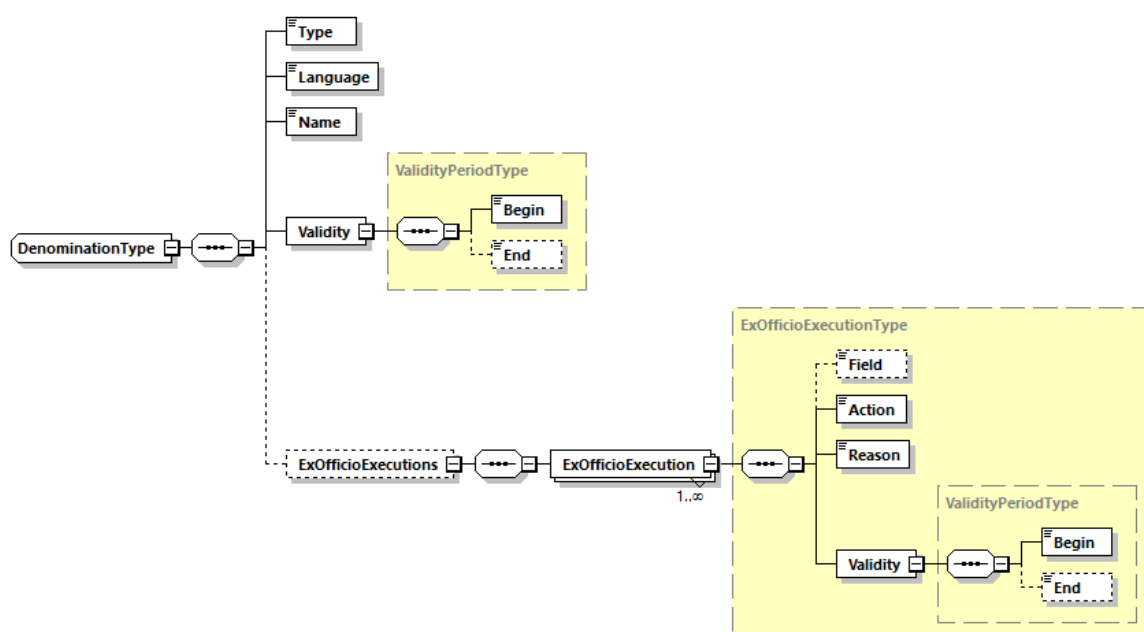 Type
Language
Name
ValidityPeriodType
Begin
Validity
DenominationType
End
ExOfficioExecutionType
Field
Action
ExOfficioExecutions
ExOfficioExecution
Reason
1..∞
ValidityPeriodType
Begin
Validity
End